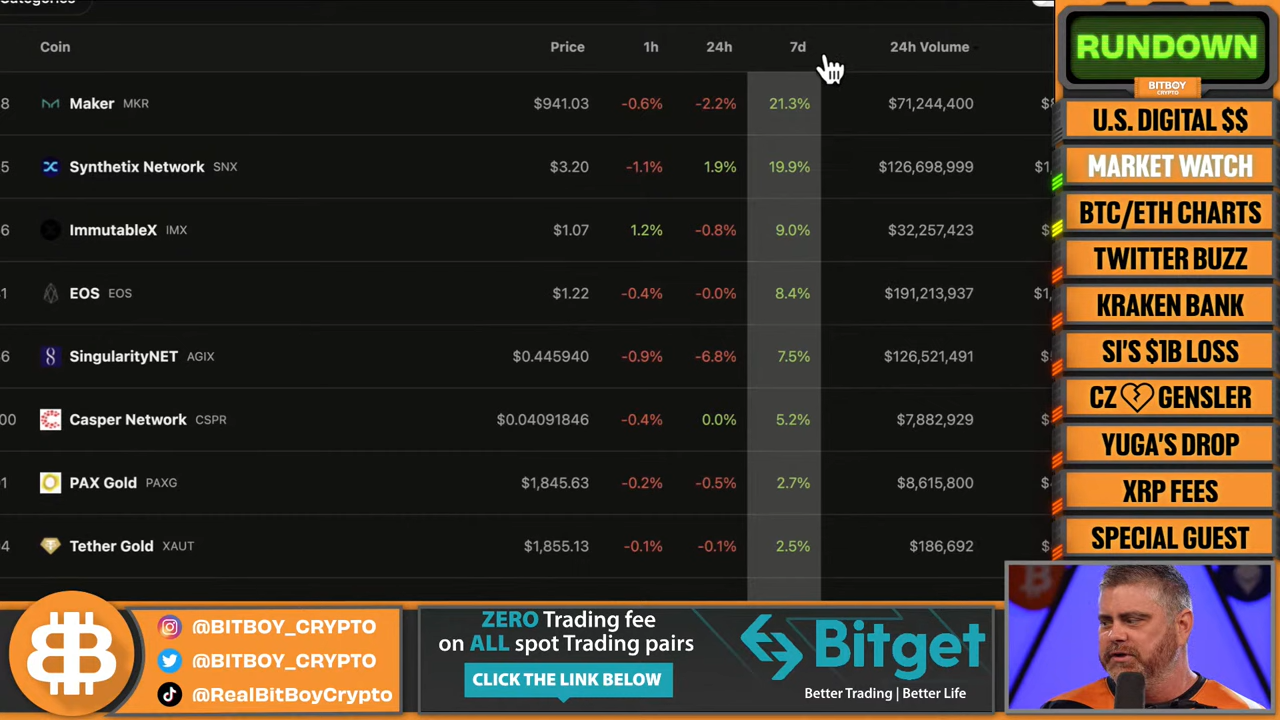 Categories
Coin Price 1h 24h 7d 24h Volume
8 Maker MKR $941.03 -0.6% -2.2% 21.3% $71,244,400
5 Synthetix Network SNX $3.20 -1.1% 1.9% 19.9% $126,698,999 $1,
6 ImmutableX IMX $1.07 1.2% -0.8% 9.0% $32,257,423 $
1 EOS EOS $1.22 -0.4% -0.0% 8.4% $191,213,937 $1,
6 SingularityNET AGIX $0.445940 -0.9% -6.8% 7.5% $126,521,491 $
00 Casper Network CSPR $0.04091846 -0.4% 0.0% 5.2% $7,882,929 $
1 PAX Gold PAXG $1,845.63 -0.2% -0.5% 2.7% $8,615,800 $
4 Tether Gold XAUT $1,855.13 -0.1% -0.1% 2.5% $186,692 $
RUNDOWN
BITBOY
CRYPTO
U.S. DIGITAL $$
MARKET WATCH
BTC/ETH CHARTS
TWITTER BUZZ
KRAKEN BANK
SI'S $1B LOSS
CZ GENSLER
YUGA'S DROP
XRP FEES
SPECIAL GUEST
@BITBOY_CRYPTO
@BITBOY_CRYPTO
@RealBitBoyCrypto
ZERO Trading fee
on ALL spot Trading pairs
CLICK THE LINK BELOW
Bitget
Better Trading | Better Life